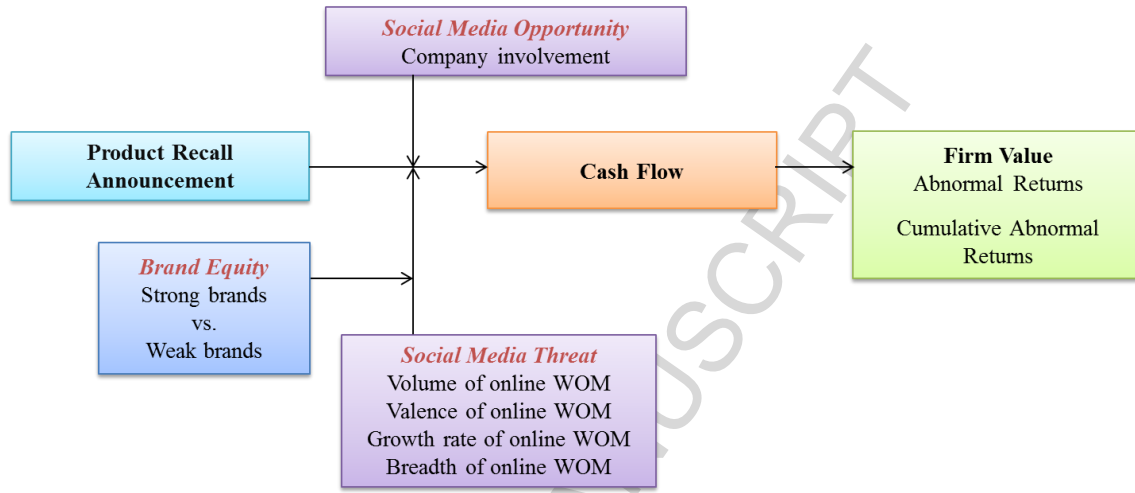 Social Media Opportunity
Company involvement
Product Recall
Announcement
Cash Flow
Firm Value
Abnormal Returns
Cumulative Abnormal
Returns
Brand Equity
Strong brands
vs.
Weak brands
Social Media Threat
Volume of online WOM
Valence of online WOM
Growth rate of online WOM
Breadth of online WOM
USCRIPT